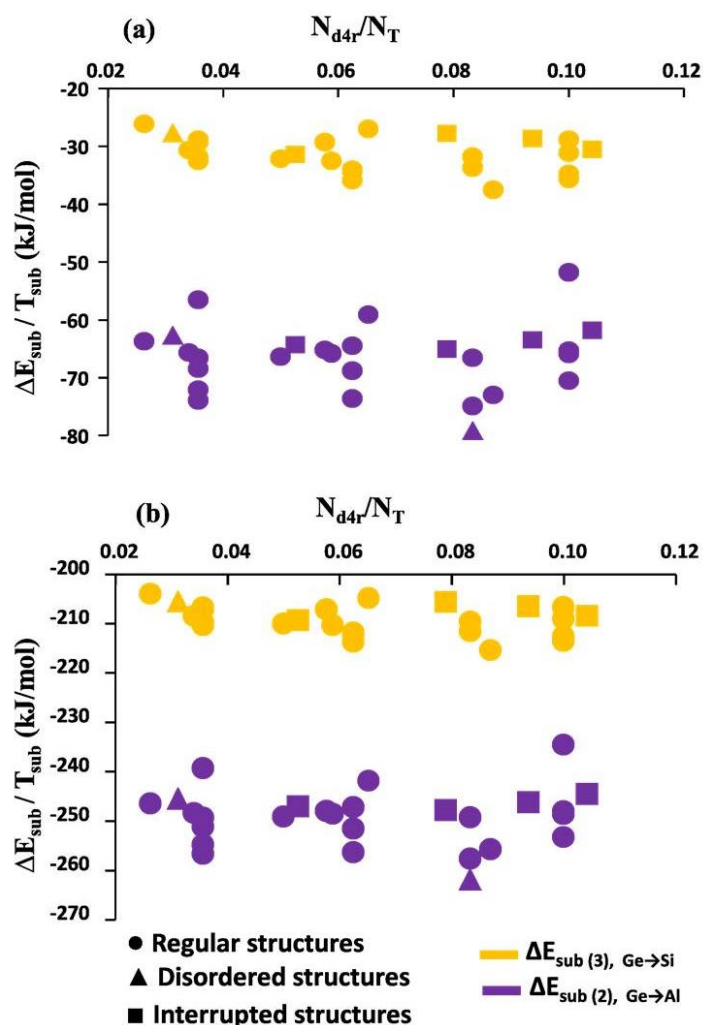 (a)
N_d4r/N_T
0.02 0.04 0.06 0.08 0.10 0.12
-20
-30
-40
-50
-60
-70
-80
ΔE_sub / T_sub (kJ/mol)
(b)
N_d4r/N_T
0.02 0.04 0.06 0.08 0.10 0.12
-200
-210
-220
-230
-240
-250
-260
-270
ΔE_sub / T_sub (kJ/mol)
Regular structures
Disordered structures
Interrupted structures
ΔE_sub (3), Ge→Si
ΔE_sub (2), Ge→Al